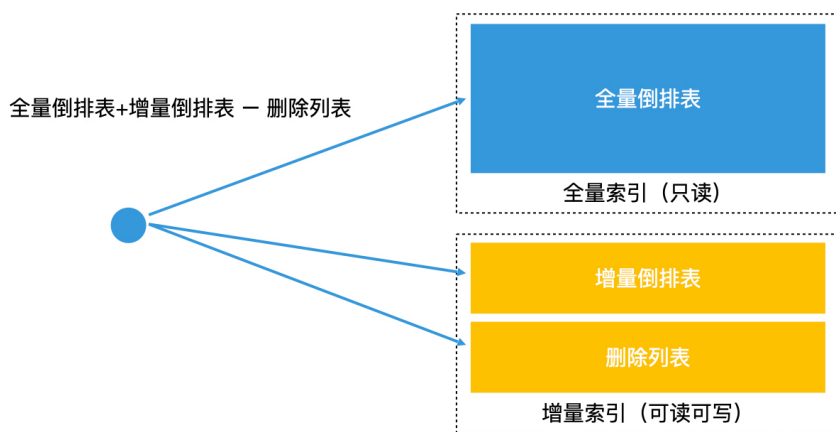 全量倒排表+增量倒排表 － 删除列表
全量倒排表
全量索引（只读）
增量倒排表
删除列表
增量索引（可读可写）